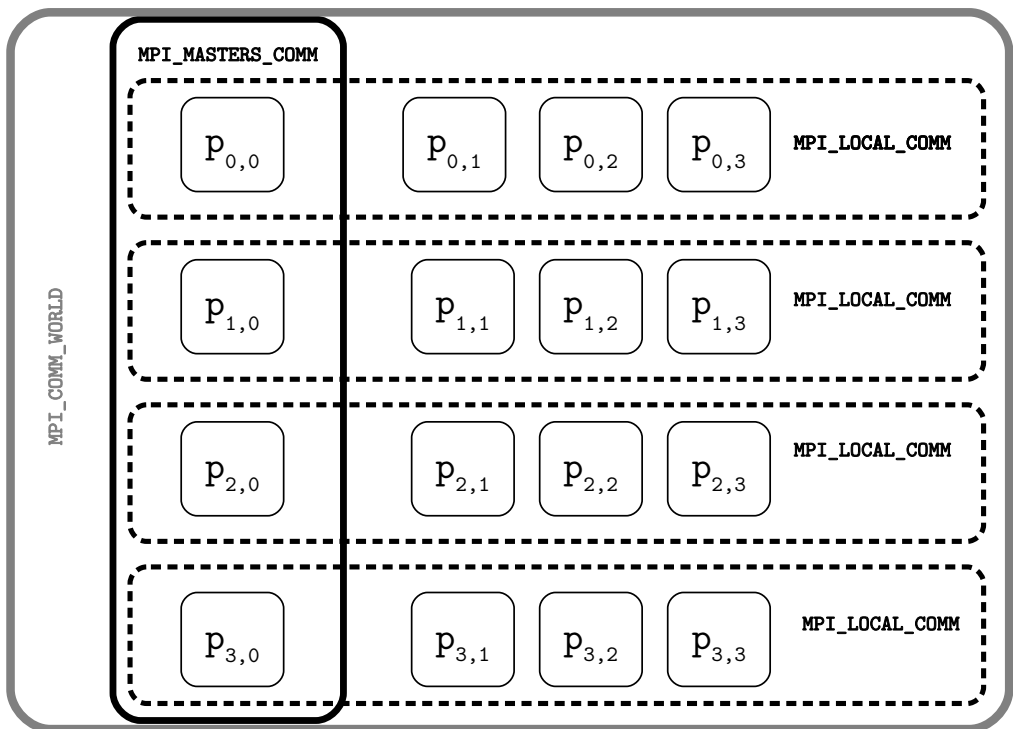 MPI_MASTERS_COMM
p0,0 p0,1 p0,2 p0,3 MPI_LOCAL_COMM
p1,0 p1,1 p1,2 p1,3 MPI_LOCAL_COMM
MPI_COMM_WORLD
p2,0 p2,1 p2,2 p2,3 MPI_LOCAL_COMM
p3,0 p3,1 p3,2 p3,3 MPI_LOCAL_COMM